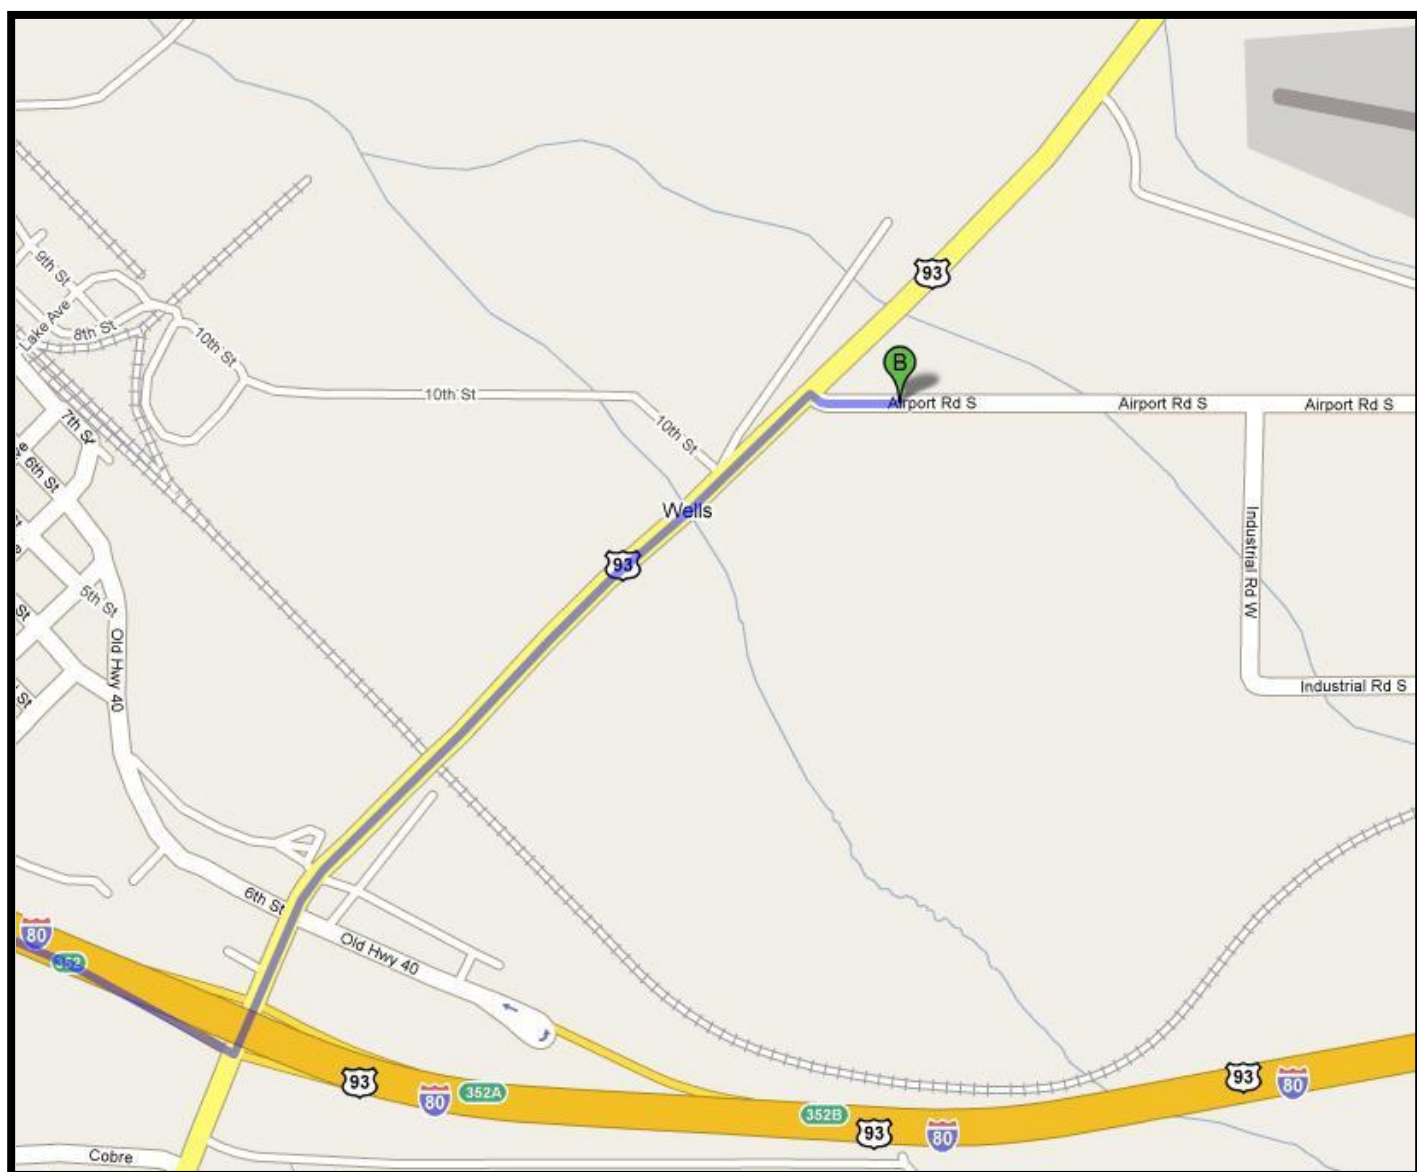 93
9th St
Lake Ave
8th St
10th St
B
Airport Rd S
Airport Rd S
Airport Rd S
10th St
10th St
7th St
6th St
Wells
Industrial Rd W
93
5th St
St
Old Hwy 40
St
Industrial Rd S
6th St
80
352
Old Hwy 40
93
80
352A
352B
93
80
93
80
Cobre